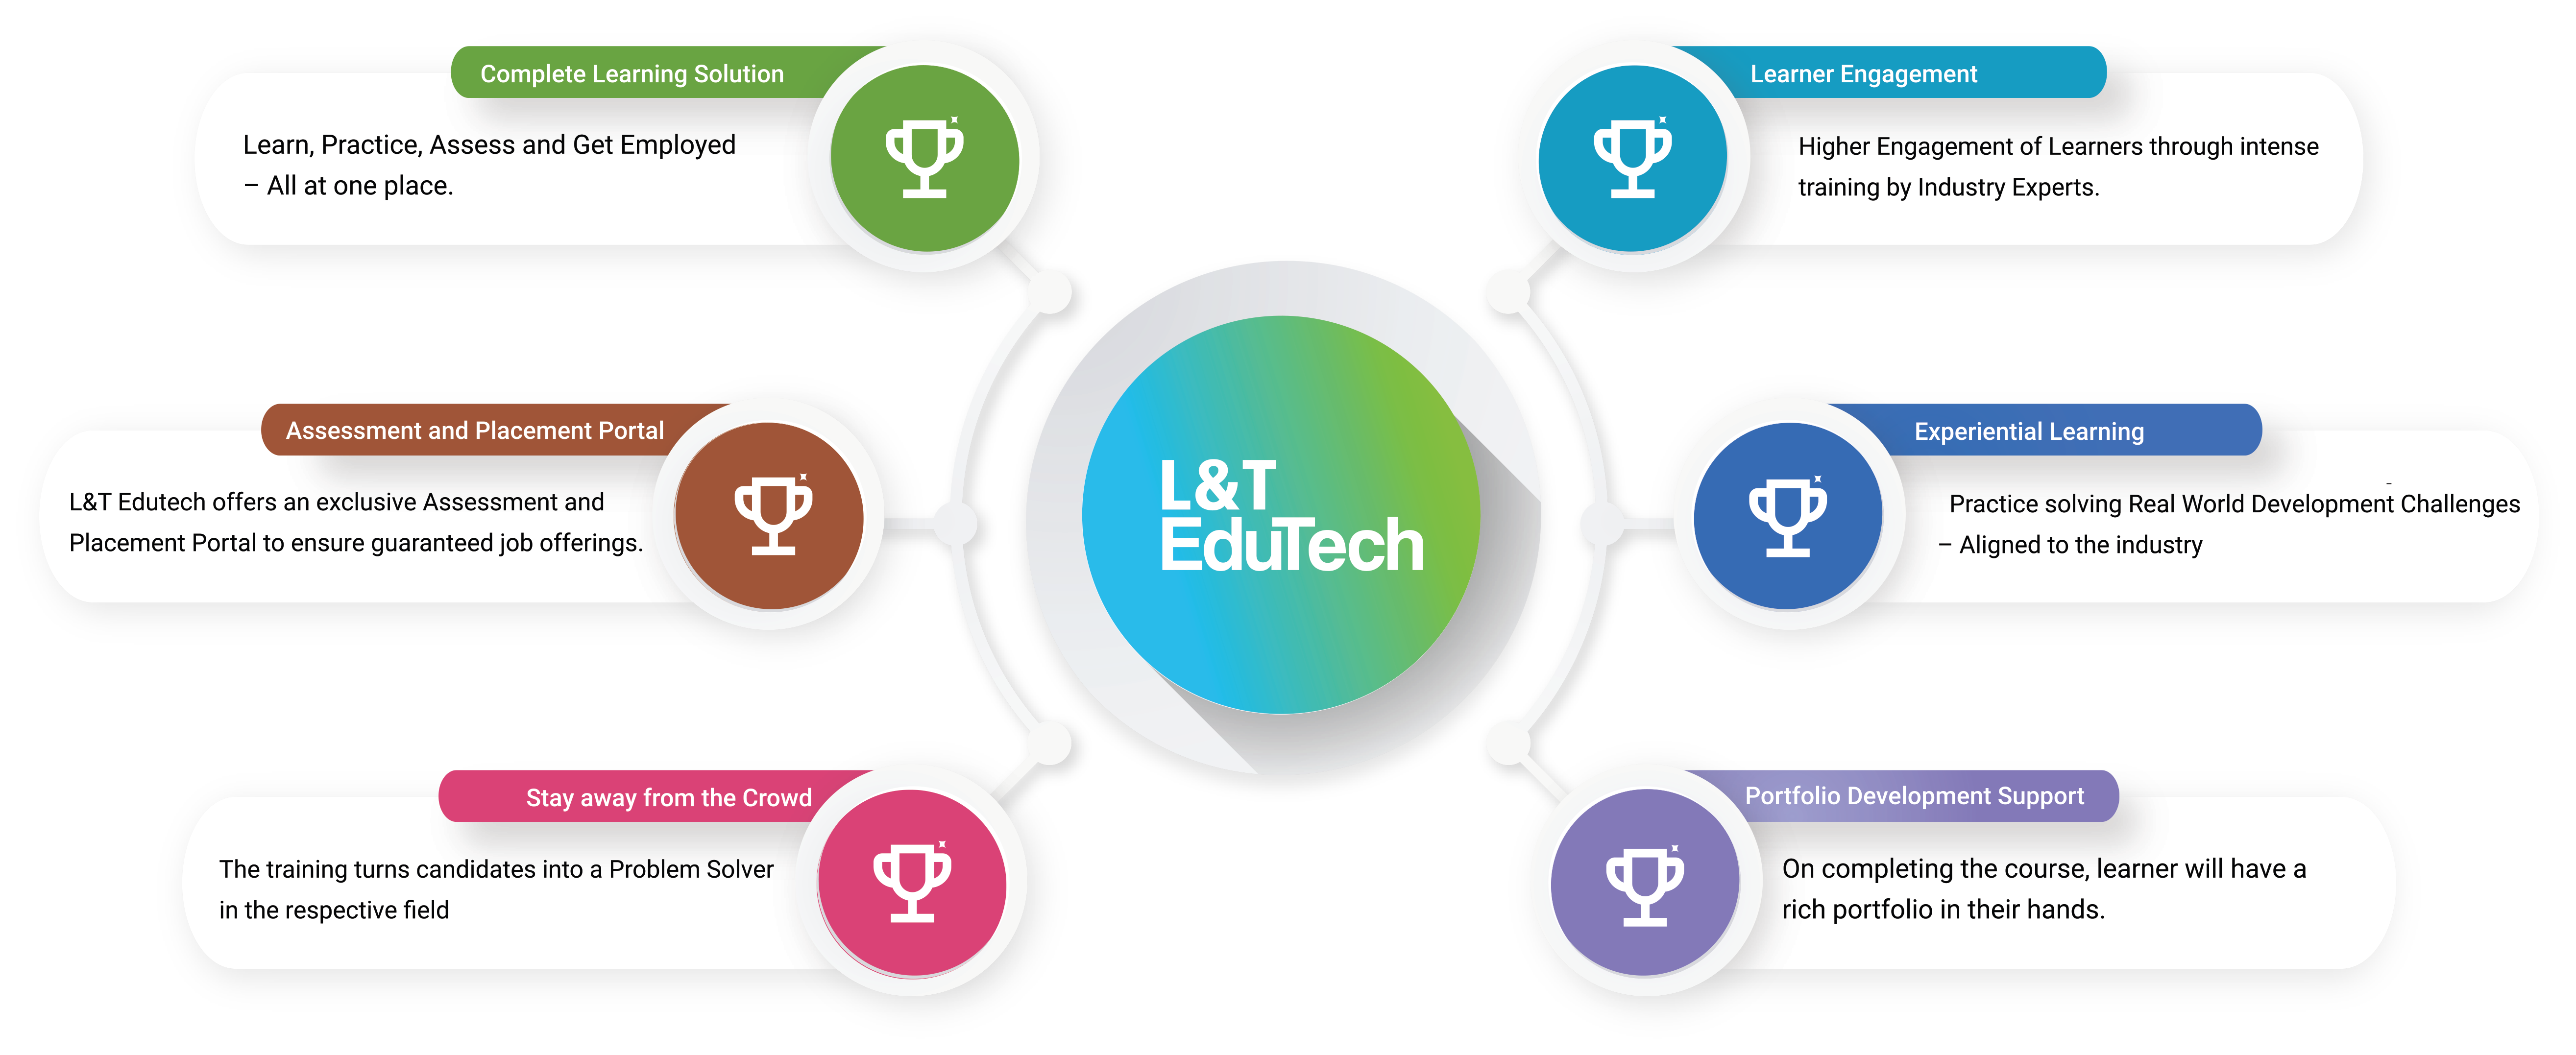 Complete Learning Solution
Learn, Practice, Assess and Get Employed
– All at one place.
Assessment and Placement Portal
L&T Edutech offers an exclusive Assessment and
Placement Portal to ensure guaranteed job offerings.
Stay away from the Crowd
The training turns candidates into a Problem Solver
in the respective field
L&T
EduTech
Learner Engagement
Higher Engagement of Learners through intense
training by Industry Experts.
Experiential Learning
Practice solving Real World Development Challenges
– Aligned to the industry
Portfolio Development Support
On completing the course, learner will have a
rich portfolio in their hands.